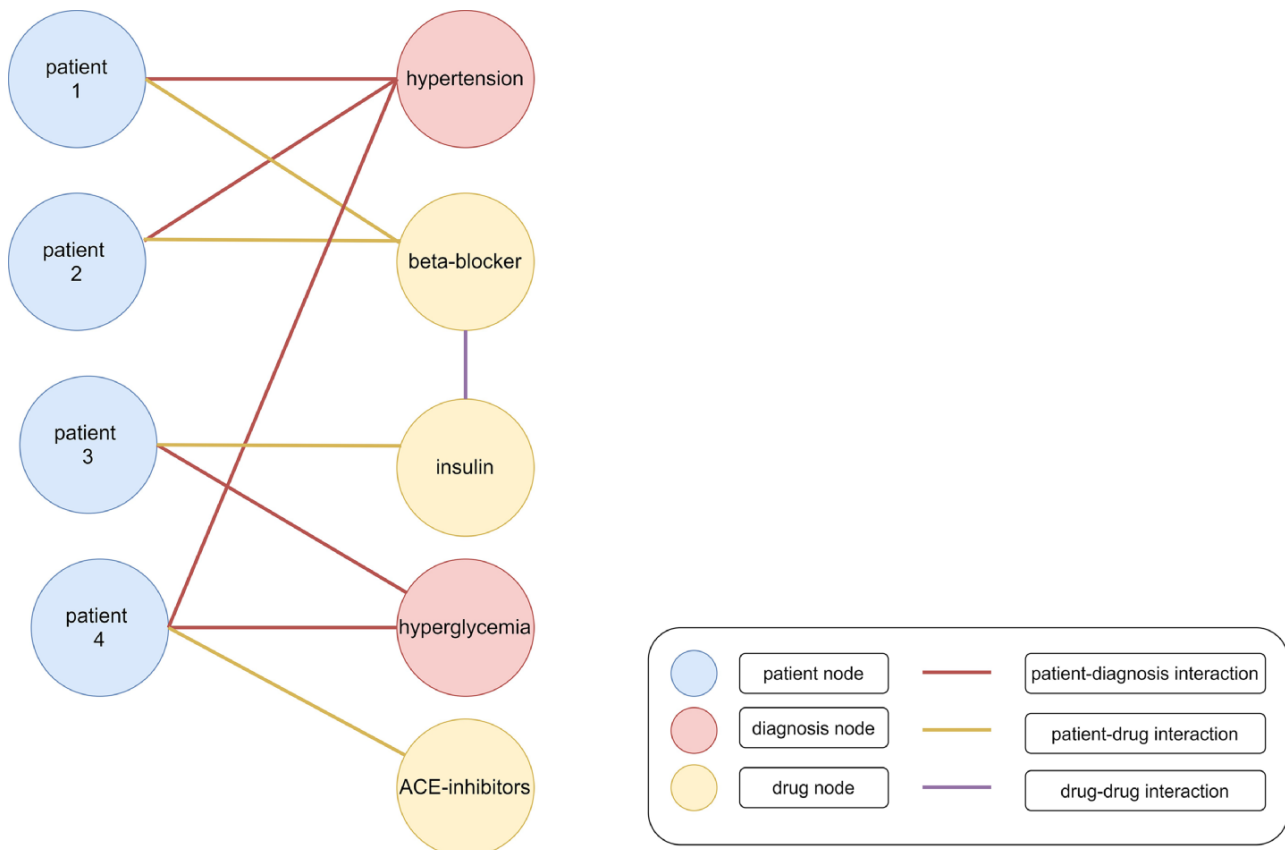 patient
1
hypertension
patient
2
beta-blocker
patient
3
insulin
patient
4
hyperglycemia
ACE-inhibitors
patient node
patient-diagnosis interaction
diagnosis node
patient-drug interaction
drug node
drug-drug interaction